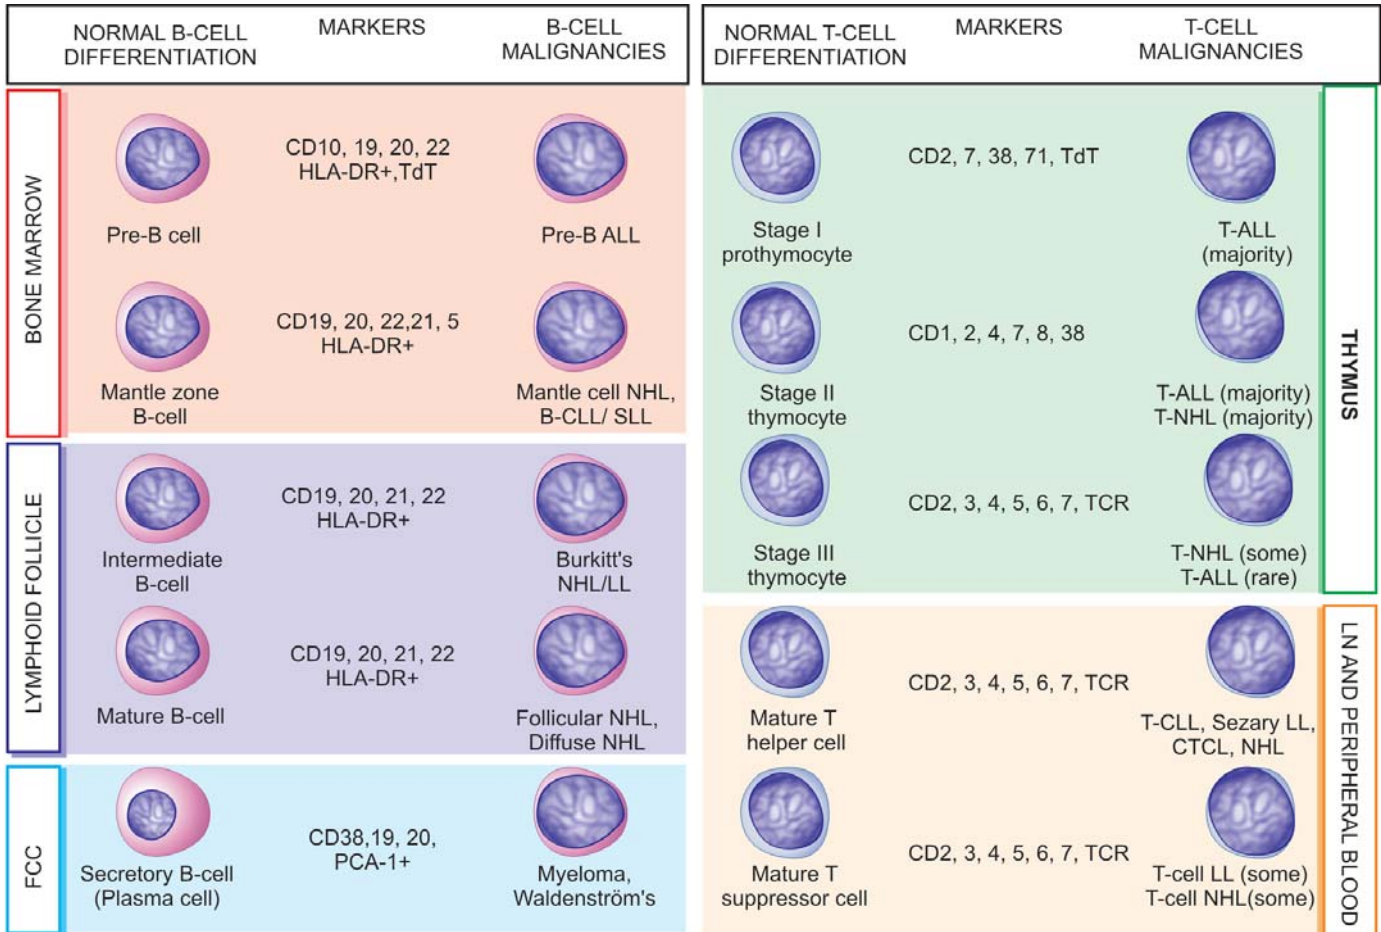 NORMAL B-CELL
DIFFERENTIATION
MARKERS
B-CELL
MALIGNANCIES
BONE MARROW
CD10, 19, 20, 22
HLA-DR+,TdT
Pre-B cell
Pre-B ALL
CD19, 20, 22,21, 5
HLA-DR+
Mantle zone
B-cell
Mantle cell NHL,
B-CLL/ SLL
LYMPHOID FOLLICLE
CD19, 20, 21, 22
HLA-DR+
Intermediate
B-cell
Burkitt's
NHL/LL
CD19, 20, 21, 22
HLA-DR+
Mature B-cell
Follicular NHL,
Diffuse NHL
FCC
CD38,19, 20,
PCA-1+
Secretory B-cell
(Plasma cell)
Myeloma,
Waldenström's
NORMAL T-CELL
DIFFERENTIATION
MARKERS
T-CELL
MALIGNANCIES
THYMUS
CD2, 7, 38, 71, TdT
Stage I
prothymocyte
T-ALL
(majority)
CD1, 2, 4, 7, 8, 38
Stage II
thymocyte
T-ALL (majority)
T-NHL (majority)
CD2, 3, 4, 5, 6, 7, TCR
Stage III
thymocyte
T-NHL (some)
T-ALL (rare)
LN AND PERIPHERAL BLOOD
CD2, 3, 4, 5, 6, 7, TCR
Mature T
helper cell
T-CLL, Sezary LL,
CTCL, NHL
CD2, 3, 4, 5, 6, 7, TCR
Mature T
suppressor cell
T-cell LL (some)
T-cell NHL(some)